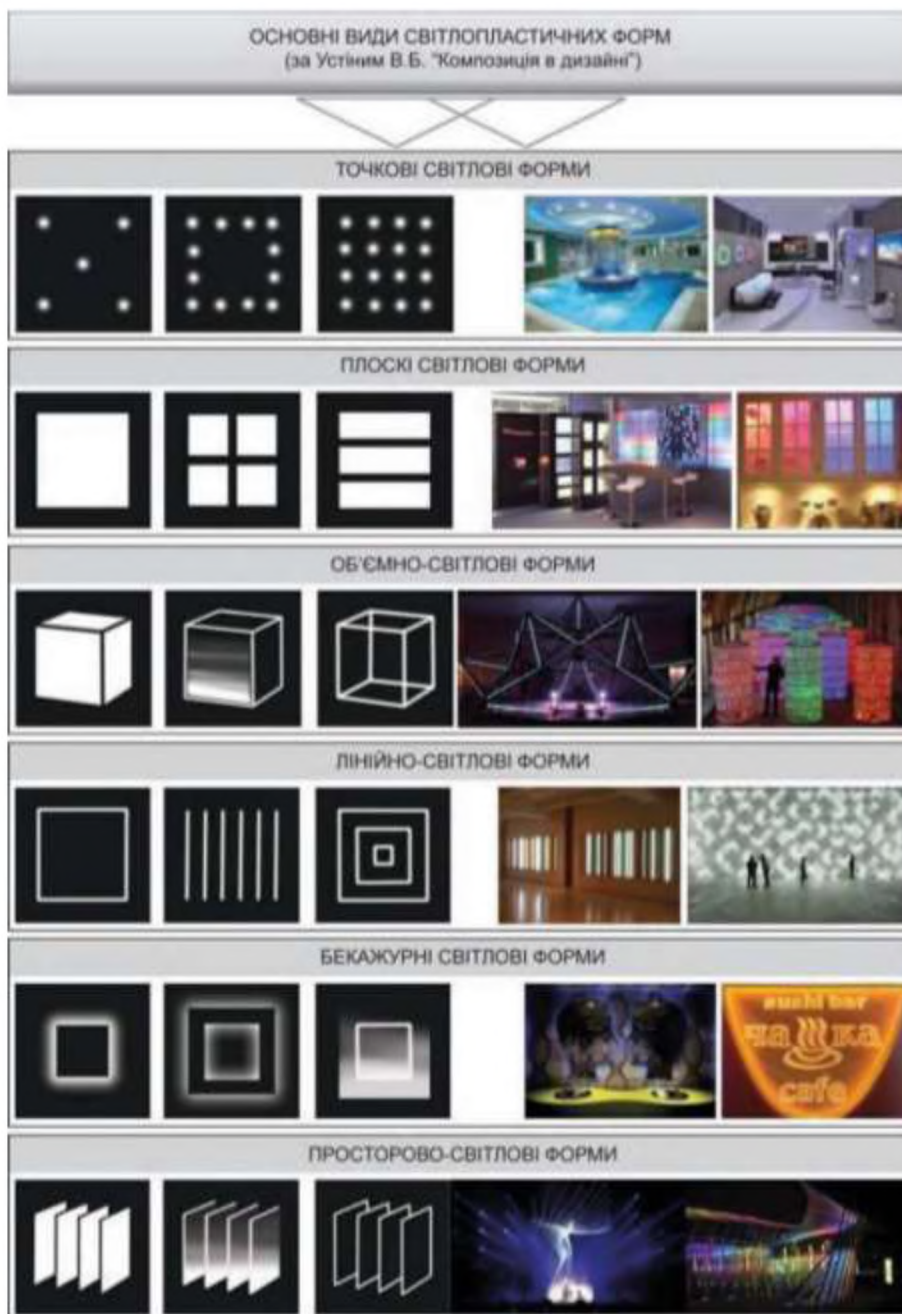 ОСНОВНІ ВИДИ СВІТЛОПЛАСТИЧНИХ ФОРМ
(за Устіним В.Б. "Композиція в дизайні")
ТОЧКОВІ СВІТЛОВІ ФОРМИ
ПЛОСКІ СВІТЛОВІ ФОРМИ
ОБ'ЄМНО-СВІТЛОВІ ФОРМИ
ЛІНІЙНО-СВІТЛОВІ ФОРМИ
БЕКАЖУРНІ СВІТЛОВІ ФОРМИ
sushi bar
чашка
cafe
ПРОСТОРОВО-СВІТЛОВІ ФОРМИ